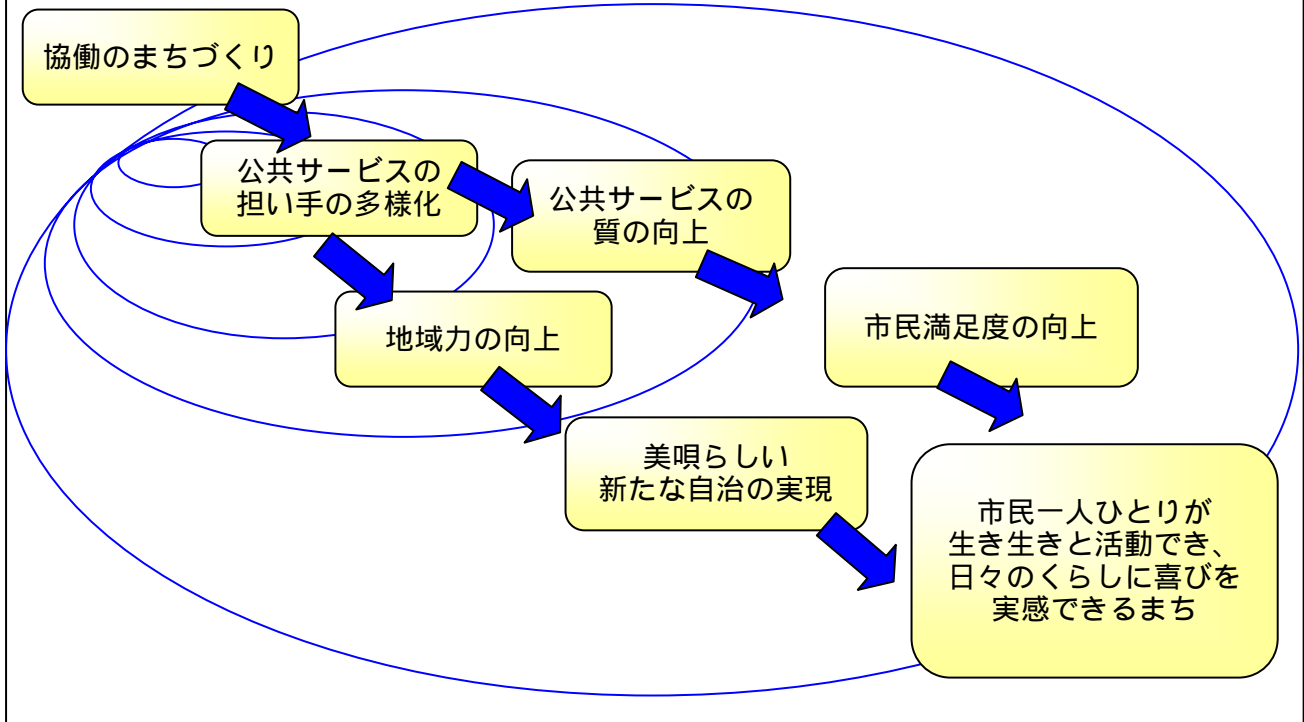 協働のまちづくり
公共サービスの
担い手の多様化
公共サービスの
質の向上
地域力の向上
市民満足度の向上
美唄らしい
新たな自治の実現
市民一人ひとりが
生き生きと活動でき、
日々のくらしに喜びを
実感できるまち